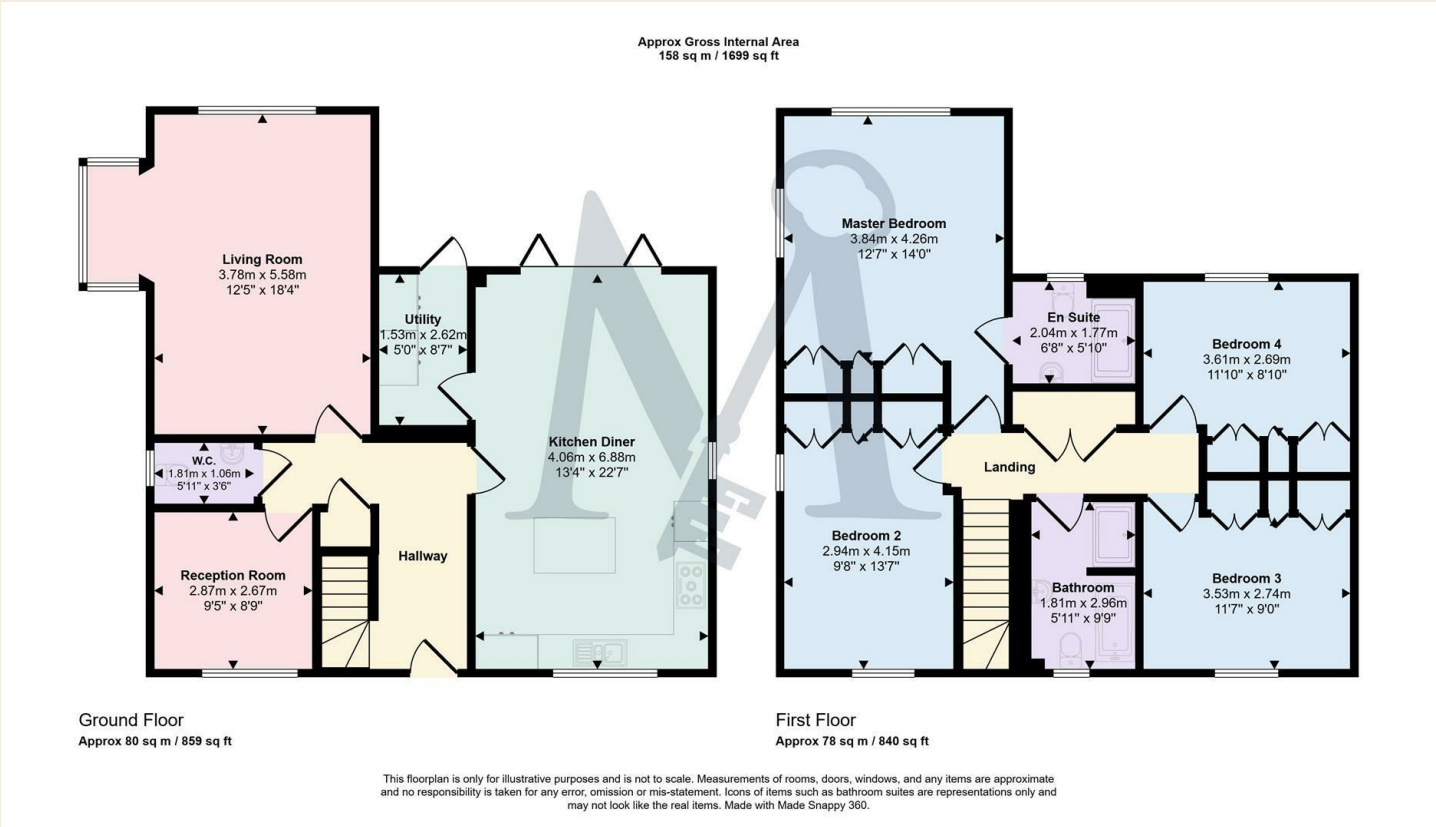 Approx Gross Internal Area
158 sq m / 1699 sq ft
Living Room
3.78m x 5.58m
12'5" x 18'4"
Utility
1.53m x 2.62m
5'0" x 8'7"
Kitchen Diner
4.06m x 6.88m
13'4" x 22'7"
W.C.
1.81m x 1.06m
5'11" x 3'6"
Reception Room
2.87m x 2.67m
9'5" x 8'9"
Hallway
Master Bedroom
3.84m x 4.26m
12'7" x 14'0"
En Suite
2.04m x 1.77m
6'8" x 5'10"
Bedroom 4
3.61m x 2.69m
11'10" x 8'10"
Landing
Bedroom 2
2.94m x 4.15m
9'8" x 13'7"
Bathroom
1.81m x 2.96m
5'11" x 9'9"
Bedroom 3
3.53m x 2.74m
11'7" x 9'0"
Ground Floor
Approx 80 sq m / 859 sq ft
First Floor
Approx 78 sq m / 840 sq ft
This floorplan is only for illustrative purposes and is not to scale. Measurements of rooms, doors, windows, and any items are approximate
and no responsibility is taken for any error, omission or mis-statement. Icons of items such as bathroom suites are representations only and
may not look like the real items. Made with Made Snappy 360.